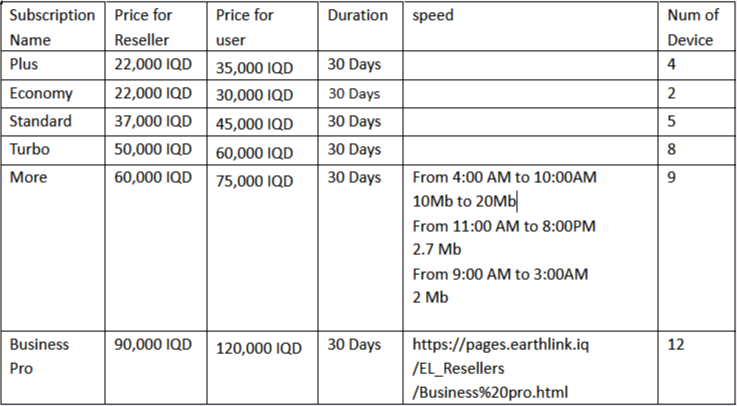 Subscription Name Price for Reseller Price for user Duration speed Num of Device
Plus 22,000 IQD 35,000 IQD 30 Days 4
Economy 22,000 IQD 30,000 IQD 30 Days 2
Standard 37,000 IQD 45,000 IQD 30 Days 5
Turbo 50,000 IQD 60,000 IQD 30 Days 8
More 60,000 IQD 75,000 IQD 30 Days From 4:00 AM to 10:00AM 9
10Mb to 20Mb
From 11:00 AM to 8:00PM
2.7 Mb
From 9:00 AM to 3:00AM
2 Mb
Business Pro 90,000 IQD 120,000 IQD 30 Days https://pages.earthlink.iq 12
/EL_Resellers
/Business%20pro.html